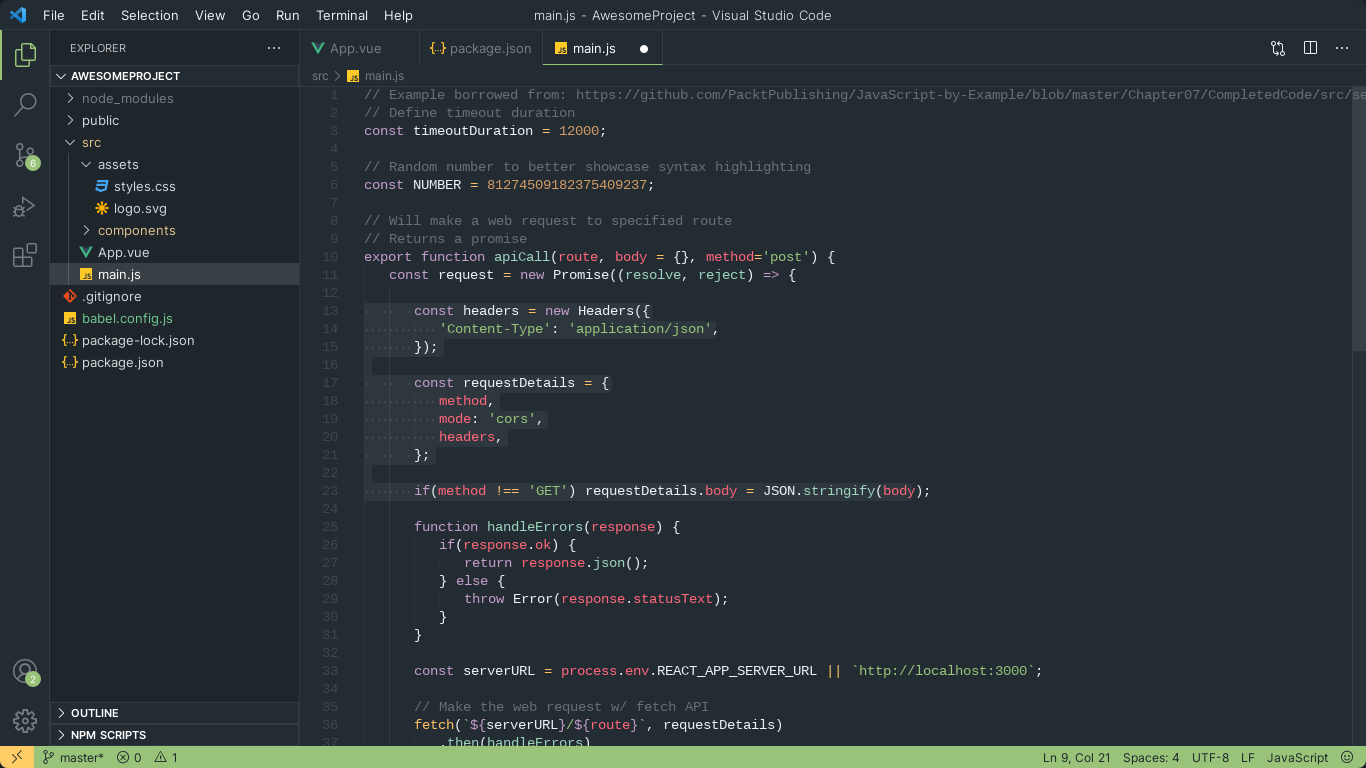 File Edit Selection View Go Run Terminal Help
main.js - AwesomeProject - Visual Studio Code
EXPLORER
AWESOMEPROJECT
node_modules
public
src
assets
styles.css
logo.svg
components
App.vue
main.js
.gitignore
babel.config.js
package-lock.json
package.json
OUTLINE
NPM SCRIPTS
6
2
App.vue
package.json
main.js
src > main.js
1 // Example borrowed from: https://github.com/PacktPublishing/JavaScript-by-Example/blob/master/Chapter07/CompletedCode/src/se
2 // Define timeout duration
3 const timeoutDuration = 12000;
4
5 // Random number to better showcase syntax highlighting
6 const NUMBER = 81274509182375409237;
7
8 // Will make a web request to specified route
9 // Returns a promise
10 export function apiCall(route, body = {}, method='post') {
11 const request = new Promise((resolve, reject) => {
12
13 const headers = new Headers({
14 'Content-Type': 'application/json',
15 });
16
17 const requestDetails = {
18 method,
19 mode: 'cors',
20 headers,
21 };
22
23 if(method !== 'GET') requestDetails.body = JSON.stringify(body);
24
25 function handleErrors(response) {
26 if(response.ok) {
27 return response.json();
28 } else {
29 throw Error(response.statusText);
30 }
31 }
32
33 const serverURL = process.env.REACT_APP_SERVER_URL || `http://localhost:3000`;
34
35 // Make the web request w/ fetch API
36 fetch(`${serverURL}/${route}`, requestDetails)
37 .then(handleErrors)
master* 0 1
Ln 9, Col 21 Spaces: 4 UTF-8 LF JavaScript